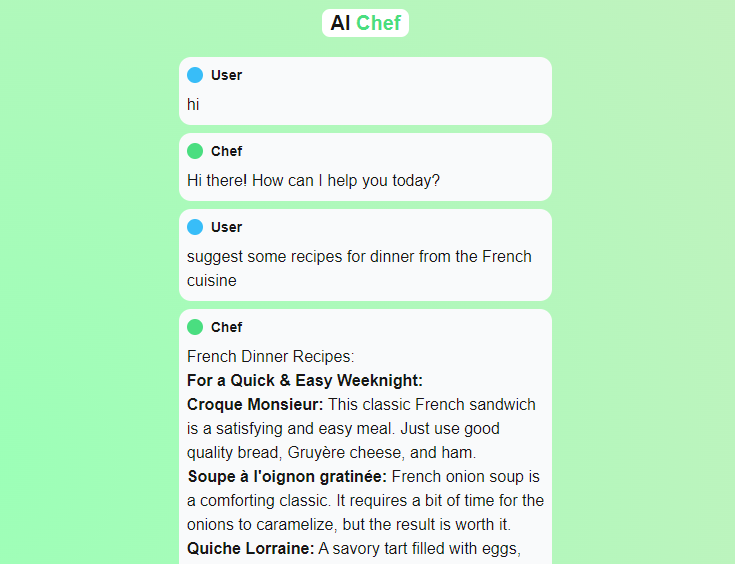 AI Chef
User
hi
Chef
Hi there! How can I help you today?
User
suggest some recipes for dinner from the French
cuisine
Chef
French Dinner Recipes:
For a Quick & Easy Weeknight:
Croque Monsieur: This classic French sandwich
is a satisfying and easy meal. Just use good
quality bread, Gruyère cheese, and ham.
Soupe à l'oignon gratinée: French onion soup is
a comforting classic. It requires a bit of time for the
onions to caramelize, but the result is worth it.
Quiche Lorraine: A savory tart filled with eggs,